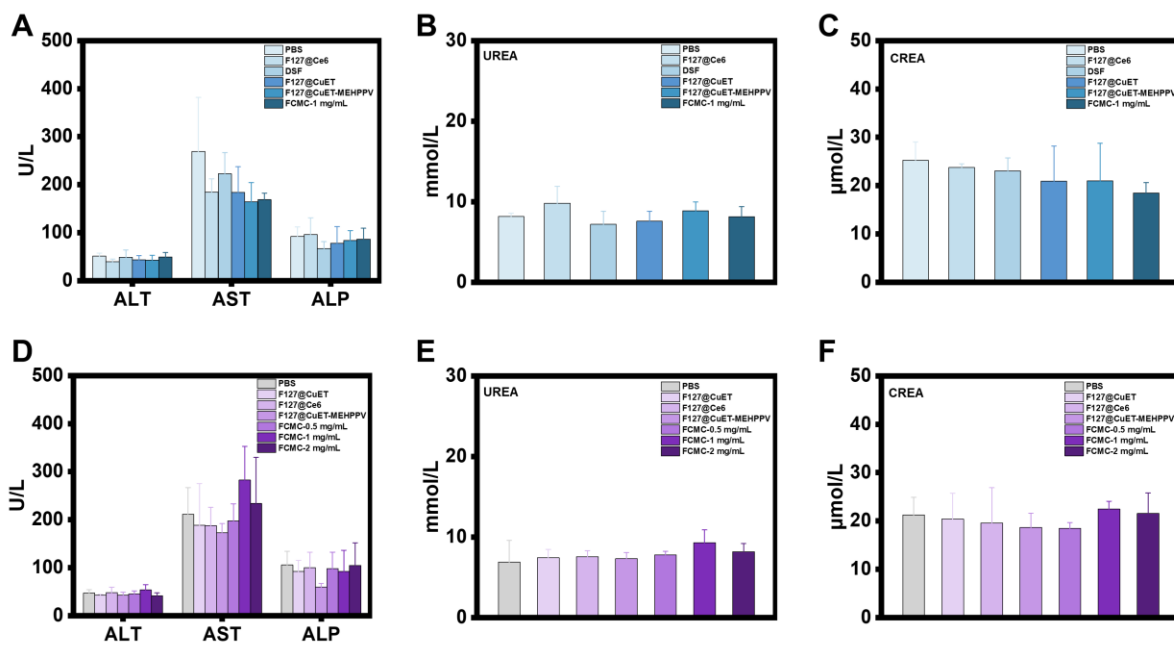 A
500
400
300
200
100
0
U/L
ALT
AST
ALP
PBS
F127@Ce6
DSF
F127@CuET
F127@CuET-MEHPPV
FCMC-1 mg/mL
B
30
20
10
0
mmol/L
UREA
PBS
F127@Ce6
DSF
F127@CuET
F127@CuET-MEHPPV
FCMC-1 mg/mL
C
50
40
30
20
10
0
µmol/L
CREA
PBS
F127@Ce6
DSF
F127@CuET
F127@CuET-MEHPPV
FCMC-1 mg/mL
D
500
400
300
200
100
0
U/L
ALT
AST
ALP
PBS
F127@CuET
F127@Ce6
F127@CuET-MEHPPV
FCMC-0.5 mg/mL
FCMC-1 mg/mL
FCMC-2 mg/mL
E
30
20
10
0
mmol/L
UREA
PBS
F127@CuET
F127@Ce6
F127@CuET-MEHPPV
FCMC-0.5 mg/mL
FCMC-1 mg/mL
FCMC-2 mg/mL
F
50
40
30
20
10
0
µmol/L
CREA
PBS
F127@CuET
F127@Ce6
F127@CuET-MEHPPV
FCMC-0.5 mg/mL
FCMC-1 mg/mL
FCMC-2 mg/mL